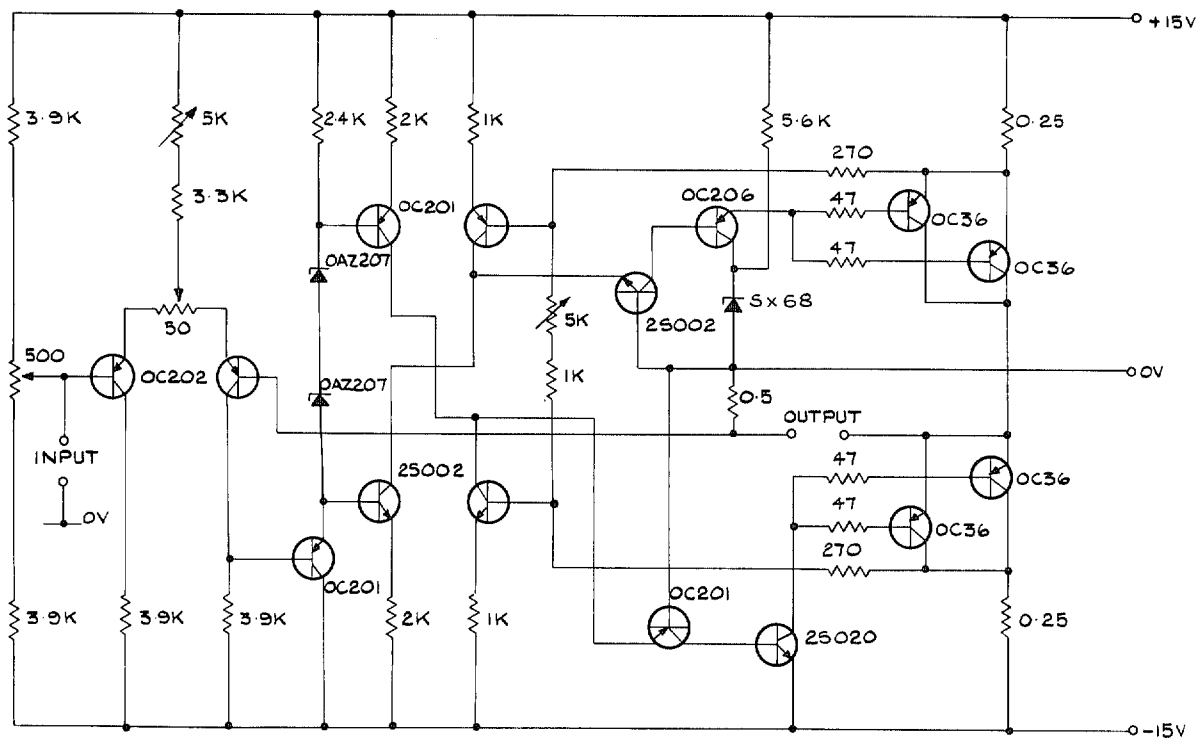 +15V
3.9K
5K
2.4K
2K
1K
5.6K
0.25
270
3.3K
OC201
OC206
47
OC36
47
OC36
OAZ207
2S002
SX68
5K
50
500
OC202
OAZ207
1K
0V
0.5
OUTPUT
INPUT
2S002
47
OC36
0V
47
OC36
270
OC201
OC201
3.9K
3.9K
3.9K
2K
1K
2S020
0.25
-15V